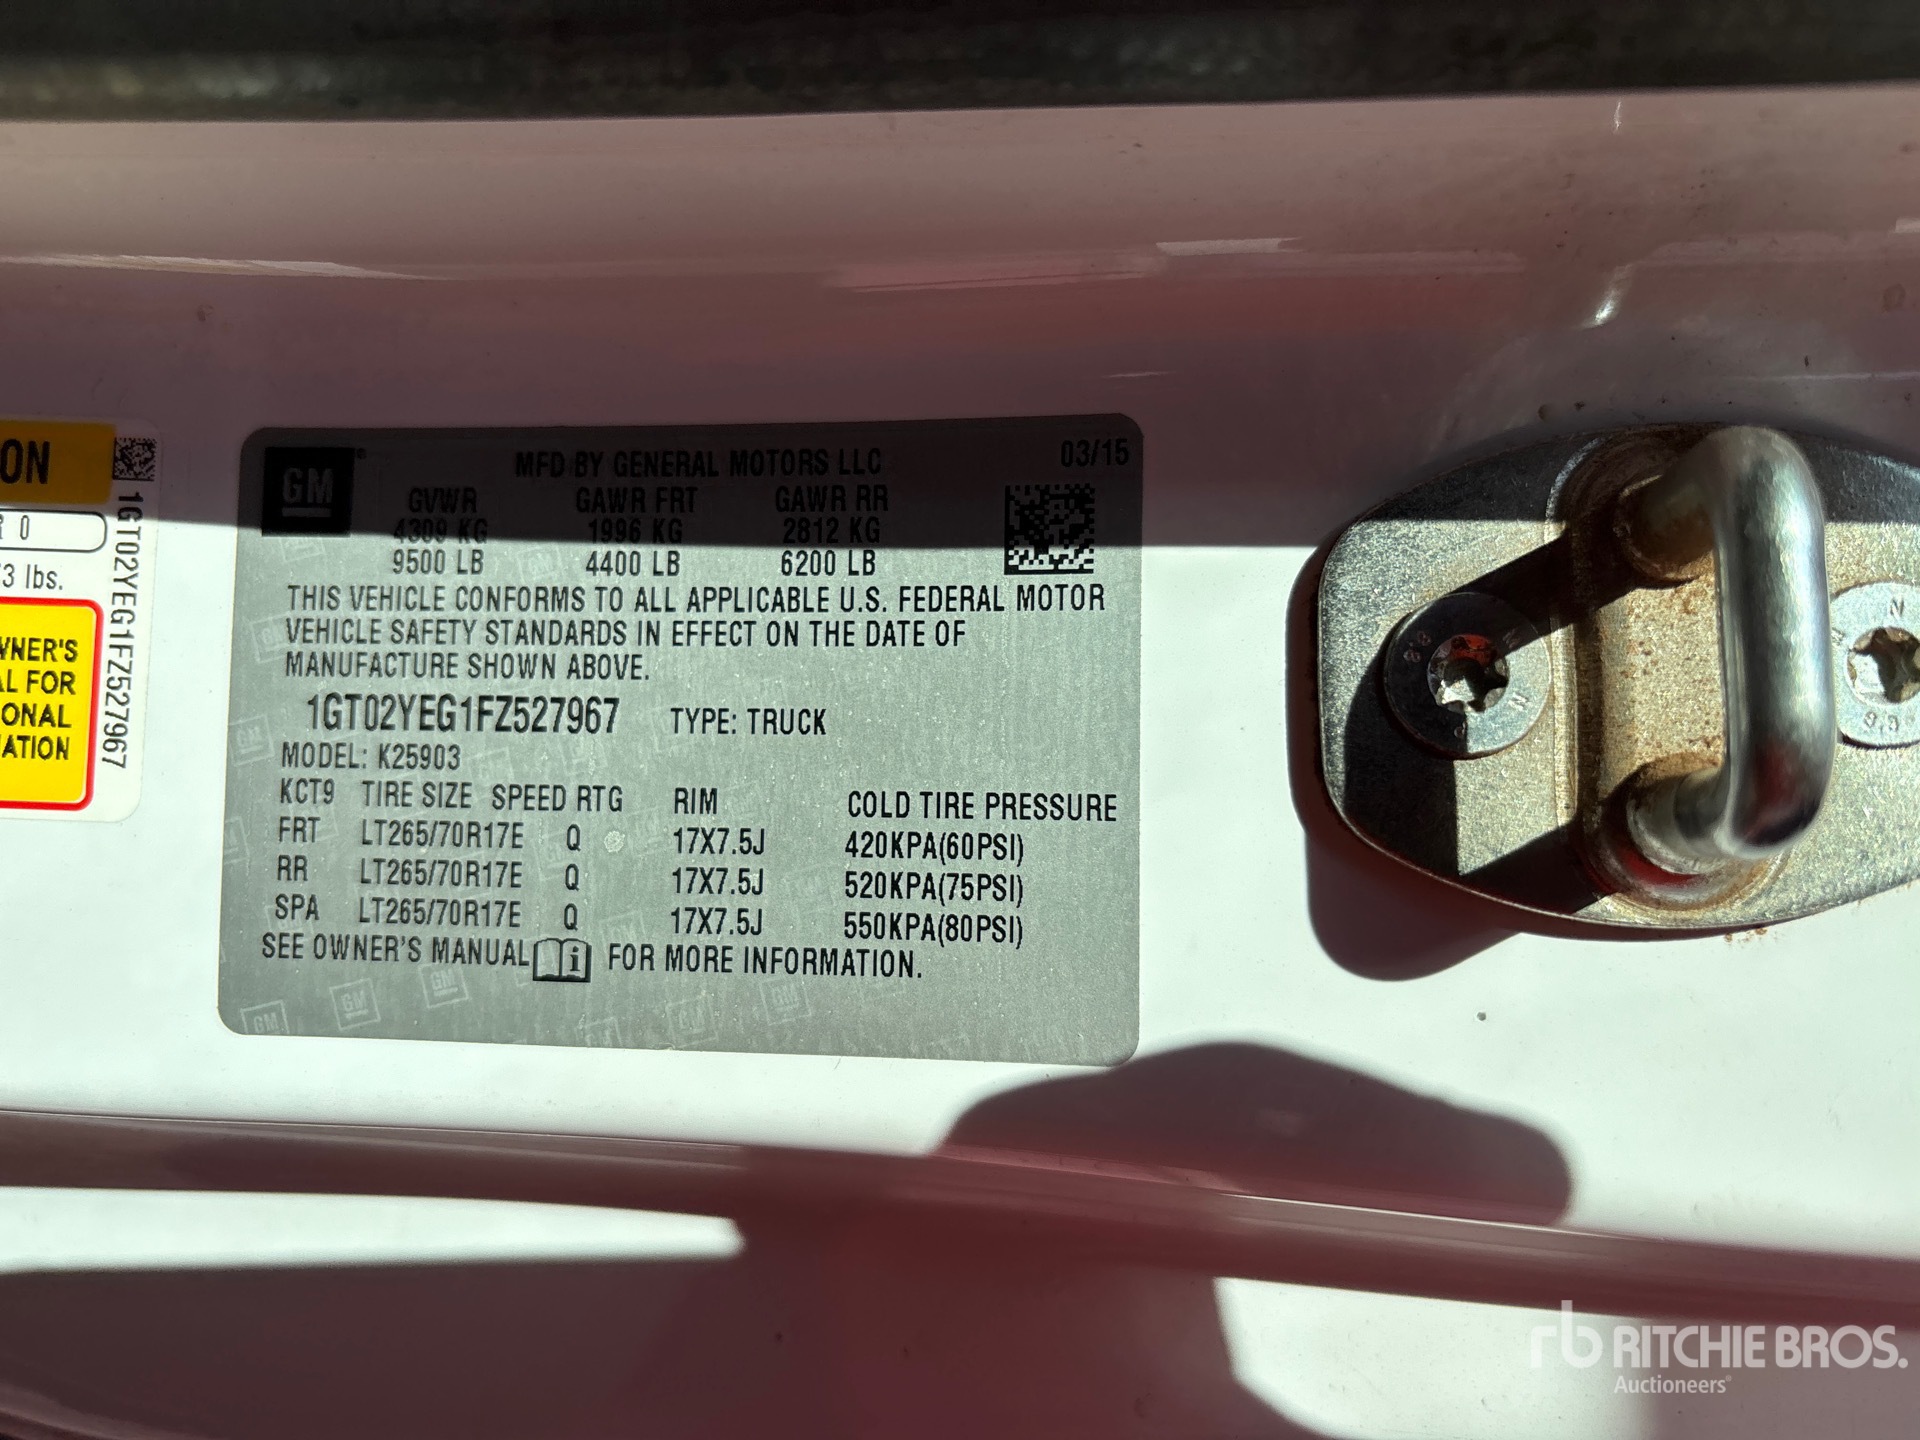 ON
R 0
73 lbs.
WNER'S
AL FOR
IONAL
ATION
1GT02YEG1FZ527967
GM
MFD BY GENERAL MOTORS LLC 03/15
GVWR GAWR FRT GAWR RR
4309 KG 1996 KG 2812 KG
9500 LB 4400 LB 6200 LB
THIS VEHICLE CONFORMS TO ALL APPLICABLE U.S. FEDERAL MOTOR
VEHICLE SAFETY STANDARDS IN EFFECT ON THE DATE OF
MANUFACTURE SHOWN ABOVE.
1GT02YEG1FZ527967 TYPE: TRUCK
MODEL: K25903
KCT9 TIRE SIZE SPEED RTG RIM COLD TIRE PRESSURE
FRT LT265/70R17E Q 17X7.5J 420KPA(60PSI)
RR LT265/70R17E Q 17X7.5J 520KPA(75PSI)
SPA LT265/70R17E Q 17X7.5J 550KPA(80PSI)
SEE OWNER'S MANUAL i FOR MORE INFORMATION.
rb RITCHIE BROS.
Auctioneers